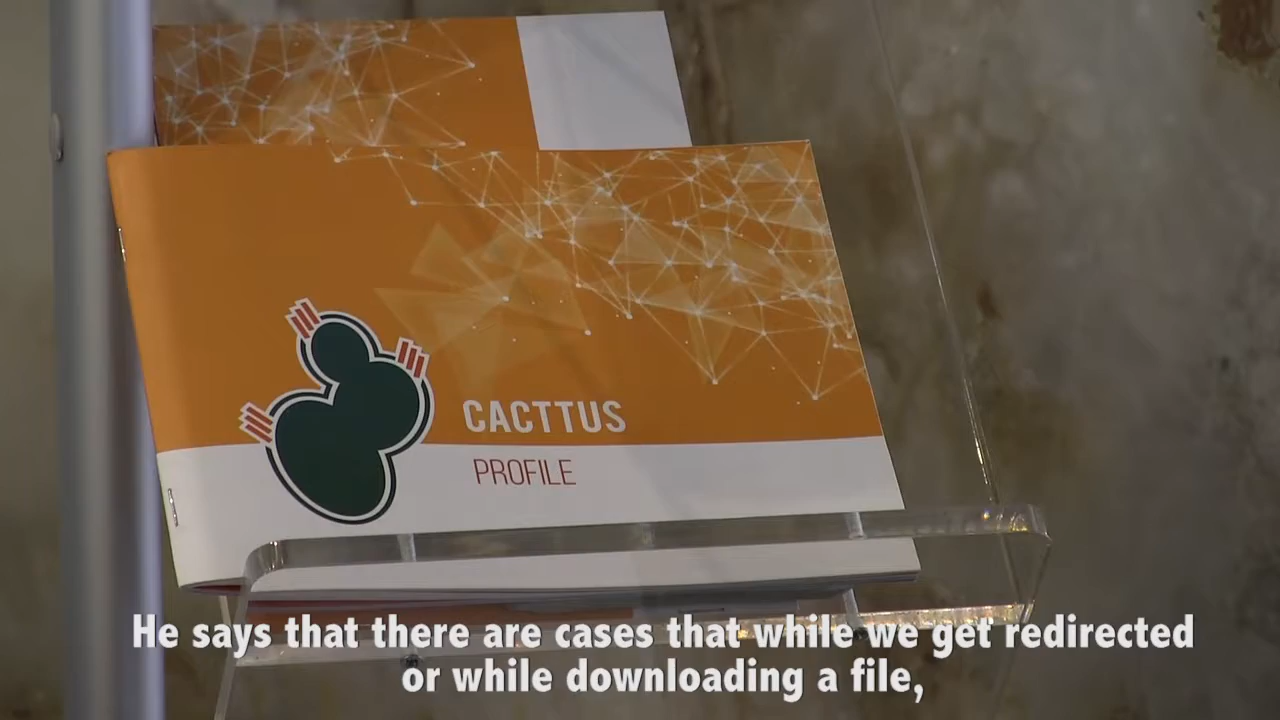 CACTTUS
PROFILE
He says that there are cases that while we get redirected
or while downloading a file,